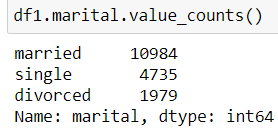 df1.marital.value_counts()
married     10984
single       4735
divorced     1979
Name: marital, dtype: int64